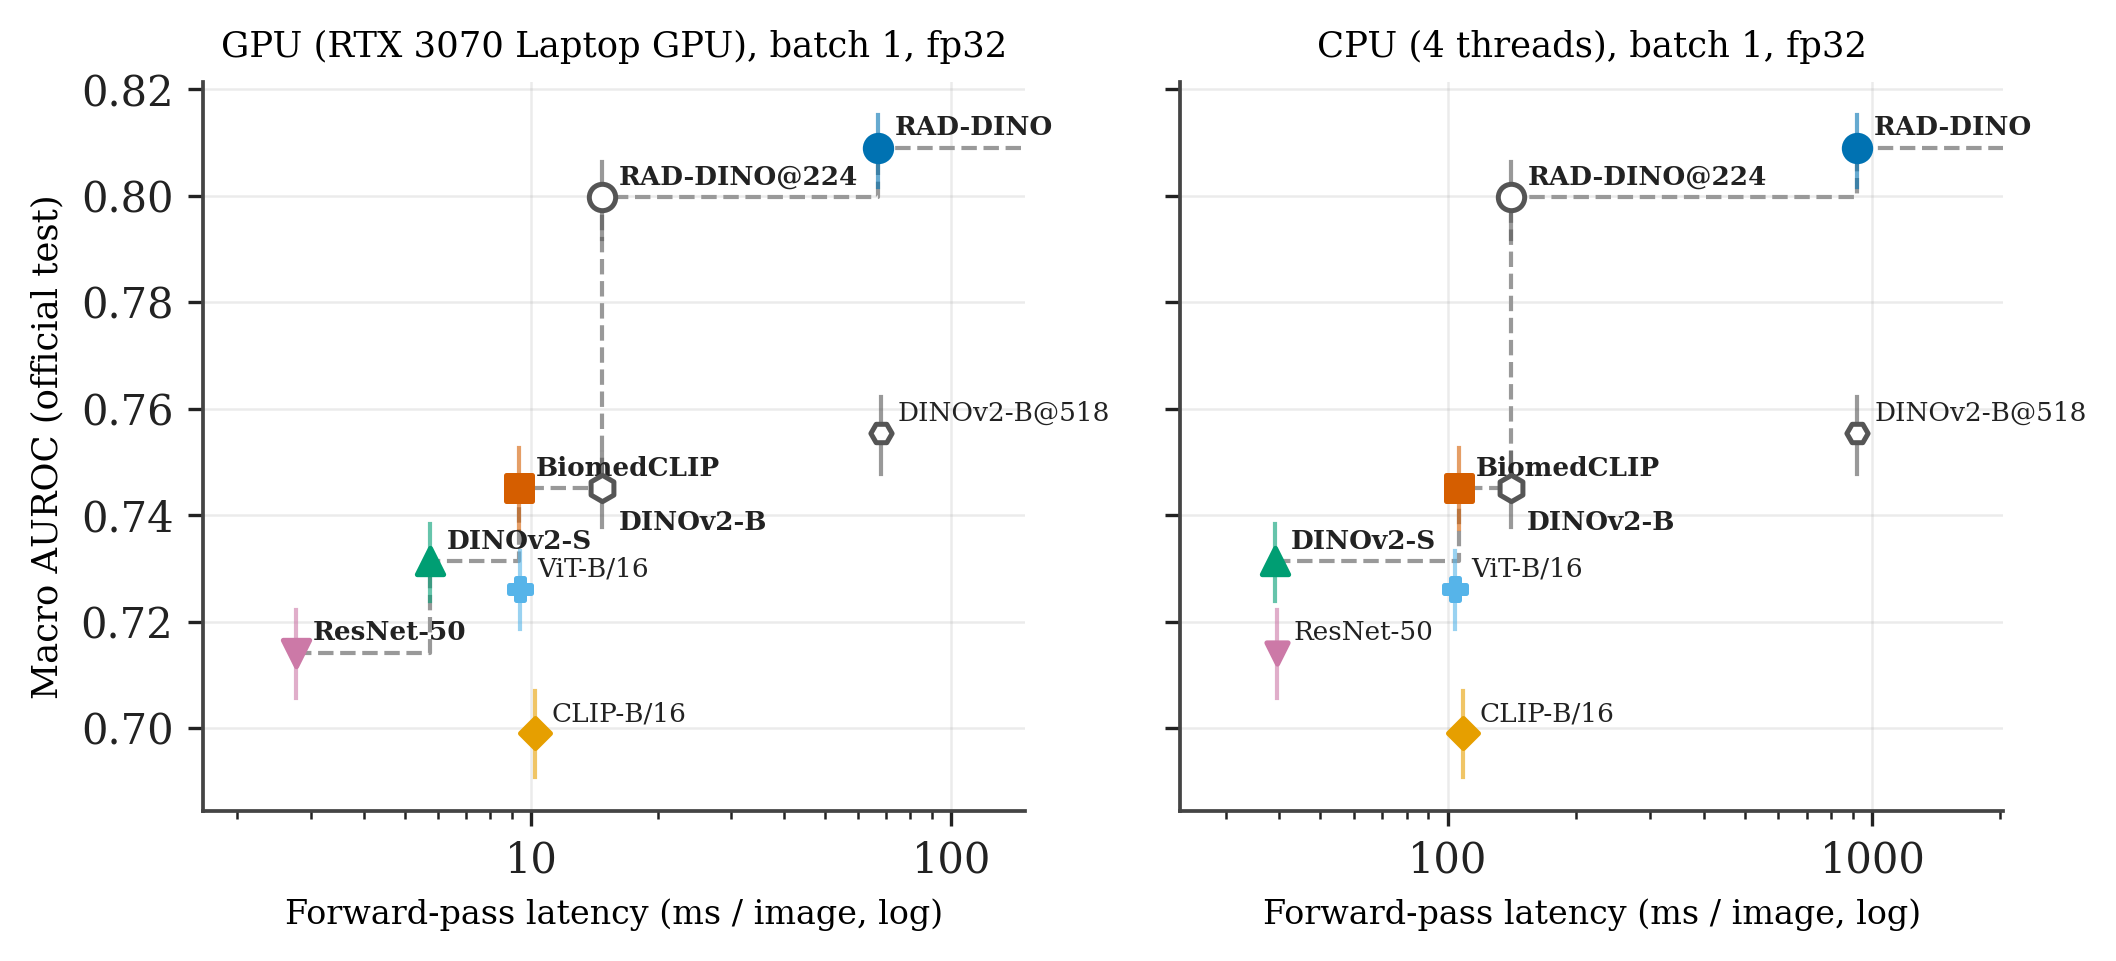 GPU (RTX 3070 Laptop GPU), batch 1, fp32
Macro AUROC (official test)
0.82
0.80
0.78
0.76
0.74
0.72
0.70
RAD-DINO
RAD-DINO@224
DINOv2-B@518
BiomedCLIP
DINOv2-B
DINOv2-S
ViT-B/16
ResNet-50
CLIP-B/16
10
100
Forward-pass latency (ms / image, log)
CPU (4 threads), batch 1, fp32
RAD-DINO
RAD-DINO@224
DINOv2-B@518
BiomedCLIP
DINOv2-B
DINOv2-S
ViT-B/16
ResNet-50
CLIP-B/16
100
1000
Forward-pass latency (ms / image, log)